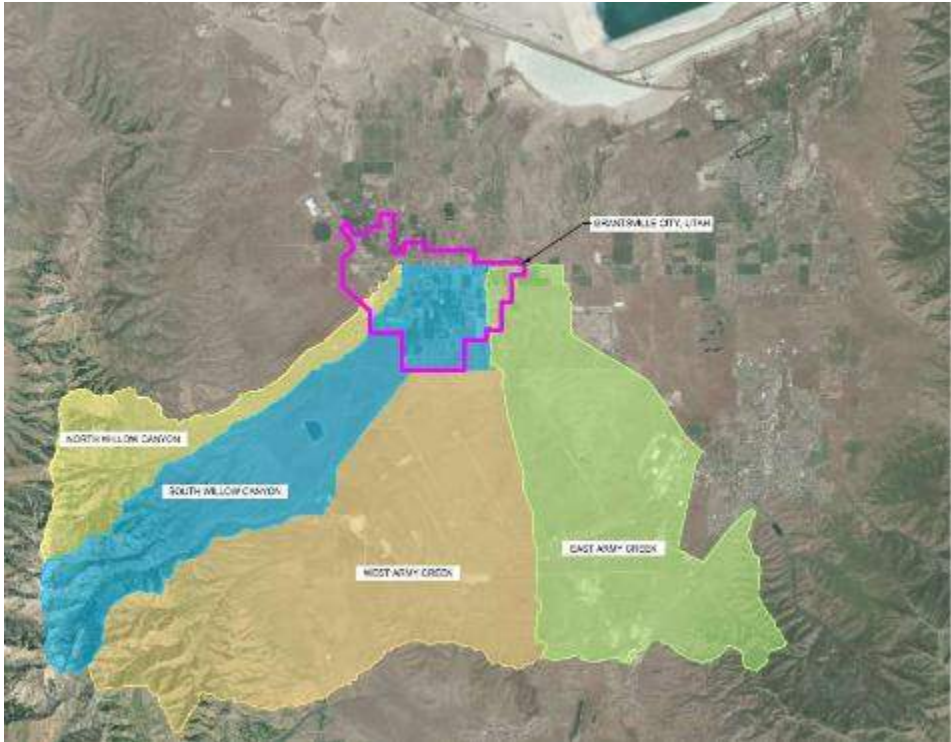 GRANTSVILLE CITY, UTAH
NORTH WILLOW CANYON
SOUTH WILLOW CANYON
EAST ARMY CREEK
WEST ARMY CREEK